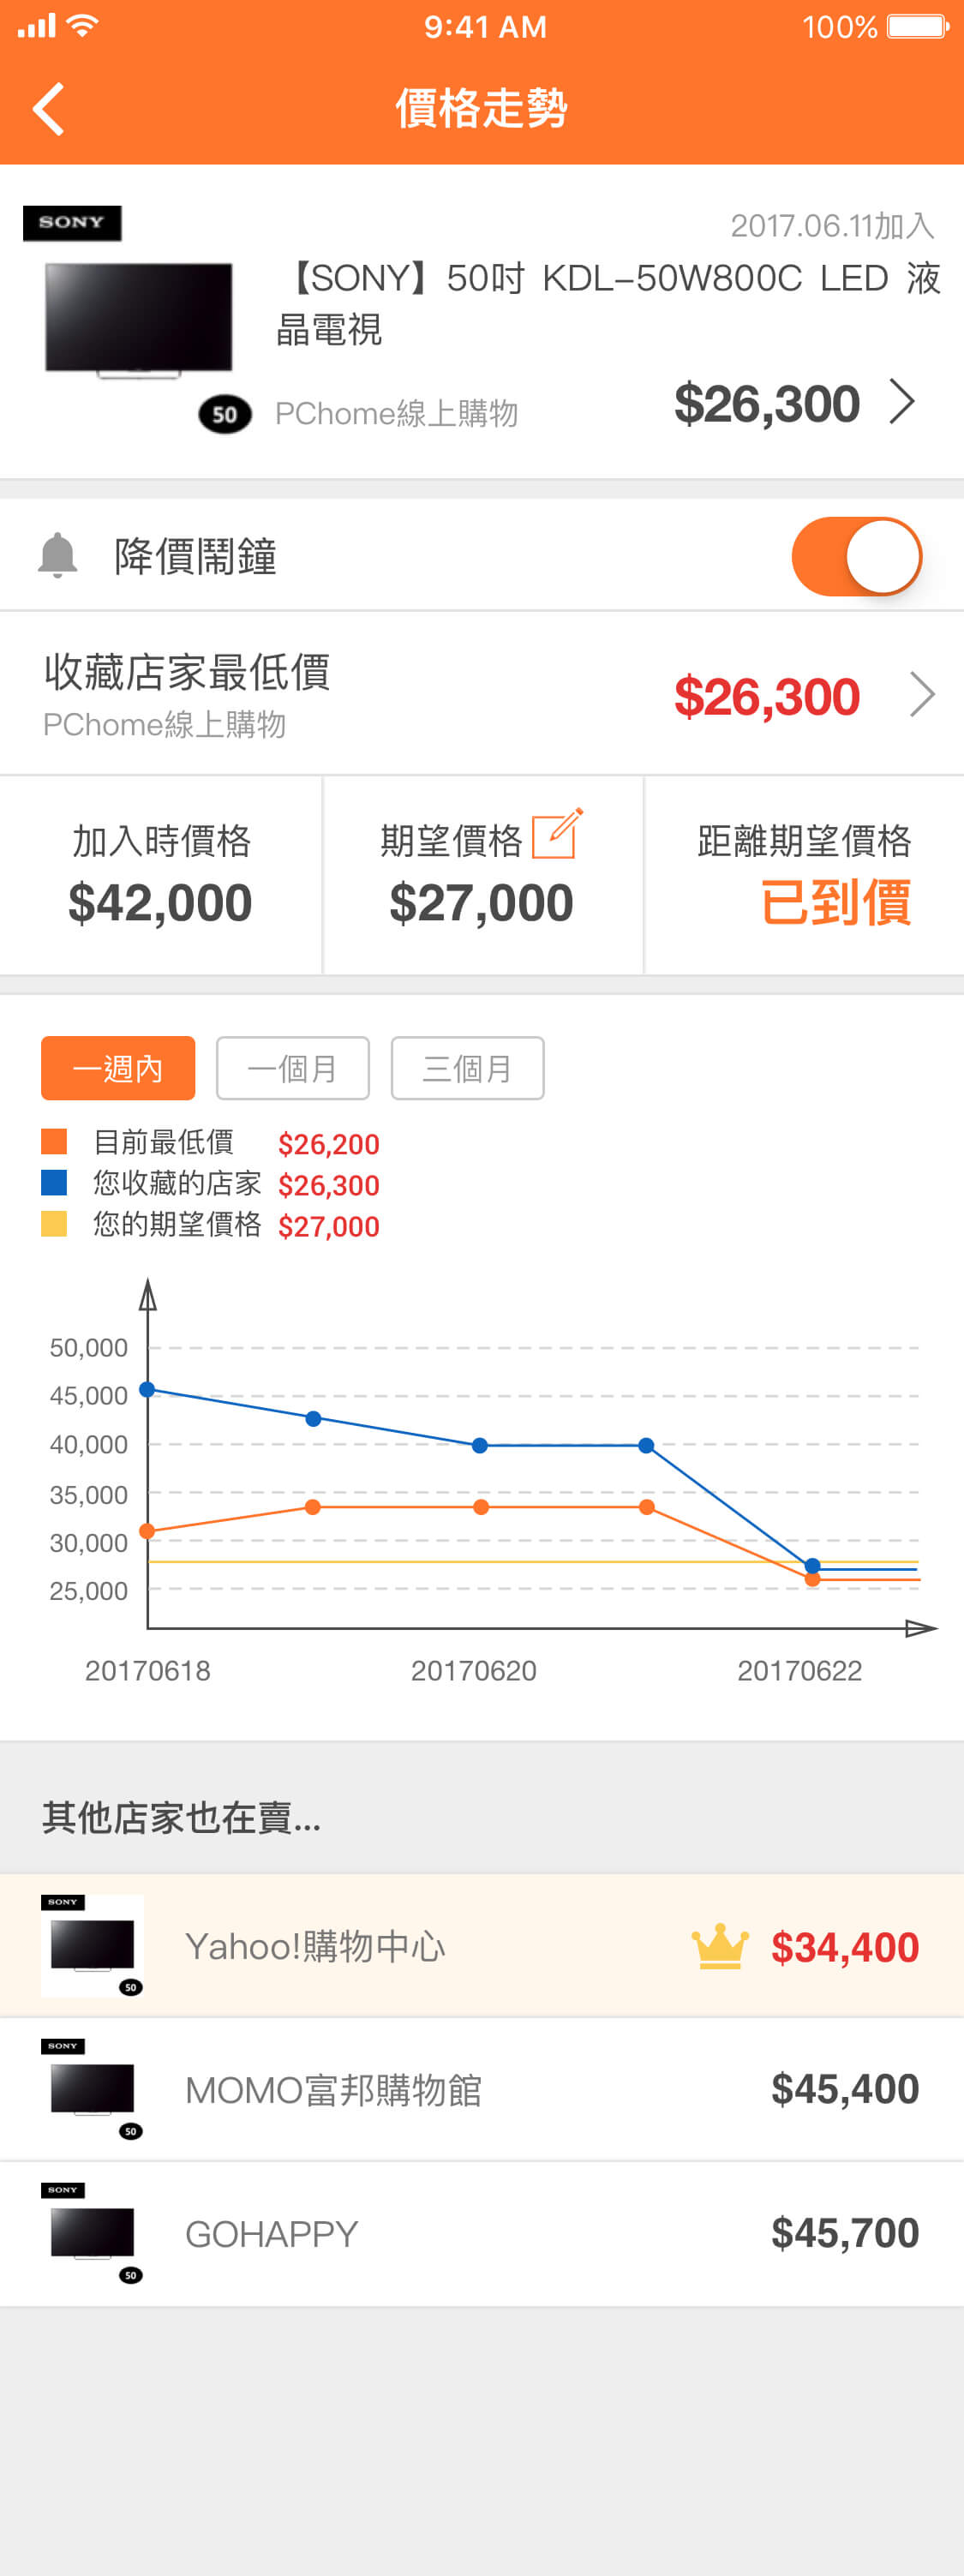 9:41 AM
100%
價格走勢
SONY
2017.06.11加入
【SONY】50吋 KDL-50W800C LED 液
晶電視
50
PChome線上購物
$26,300
降價鬧鐘
收藏店家最低價
$26,300
PChome線上購物
加入時價格
$42,000
期望價格
$27,000
距離期望價格
已到價
一週內
一個月
三個月
目前最低價 $26,200
您收藏的店家 $26,300
您的期望價格 $27,000
50,000
45,000
40,000
35,000
30,000
25,000
20170618
20170620
20170622
其他店家也在賣...
SONY
50
Yahoo!購物中心
$34,400
SONY
50
MOMO富邦購物館
$45,400
SONY
50
GOHAPPY
$45,700